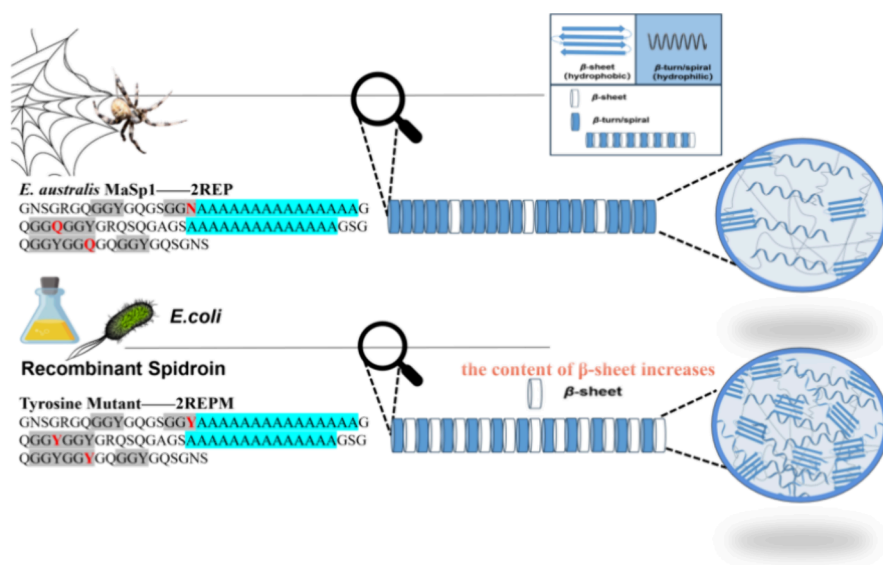 β-sheet
(hydrophobic)
β-turn/spiral
(hydrophilic)
β-sheet
β-turn/spiral
E. australis MaSp1——2REP
GNSGRGQGGYGQGSGGNAAAAAAAAAAAAAAAG
QGGQGGYGRQSQGAGSAAAAAAAAAAAAAAGSG
QGGYGGQGQGGYGQSGNS
E.coli
Recombinant Spidroin
the content of β-sheet increases
β-sheet
Tyrosine Mutant——2REPM
GNSGRGQGGYGQGSGGYAAAAAAAAAAAAAAAG
QGGYGGYGRQSQGAGSAAAAAAAAAAAAAAGSG
QGGYGGYGQGGYGQSGNS